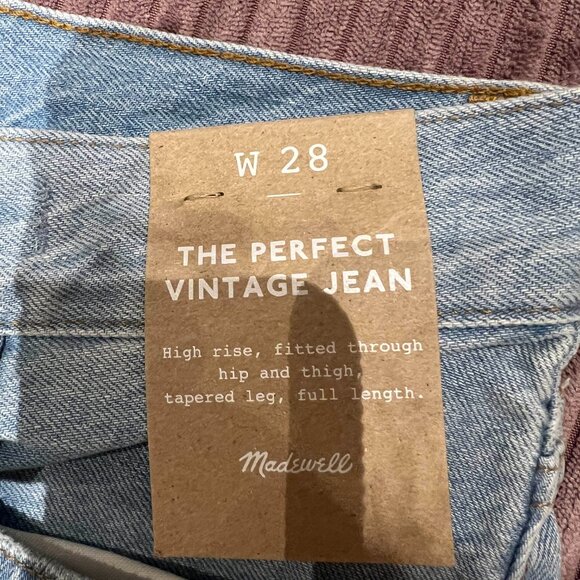 W 28
THE PERFECT
VINTAGE JEAN
High rise, fitted through
hip and thigh,
tapered leg, full length.
Madewell